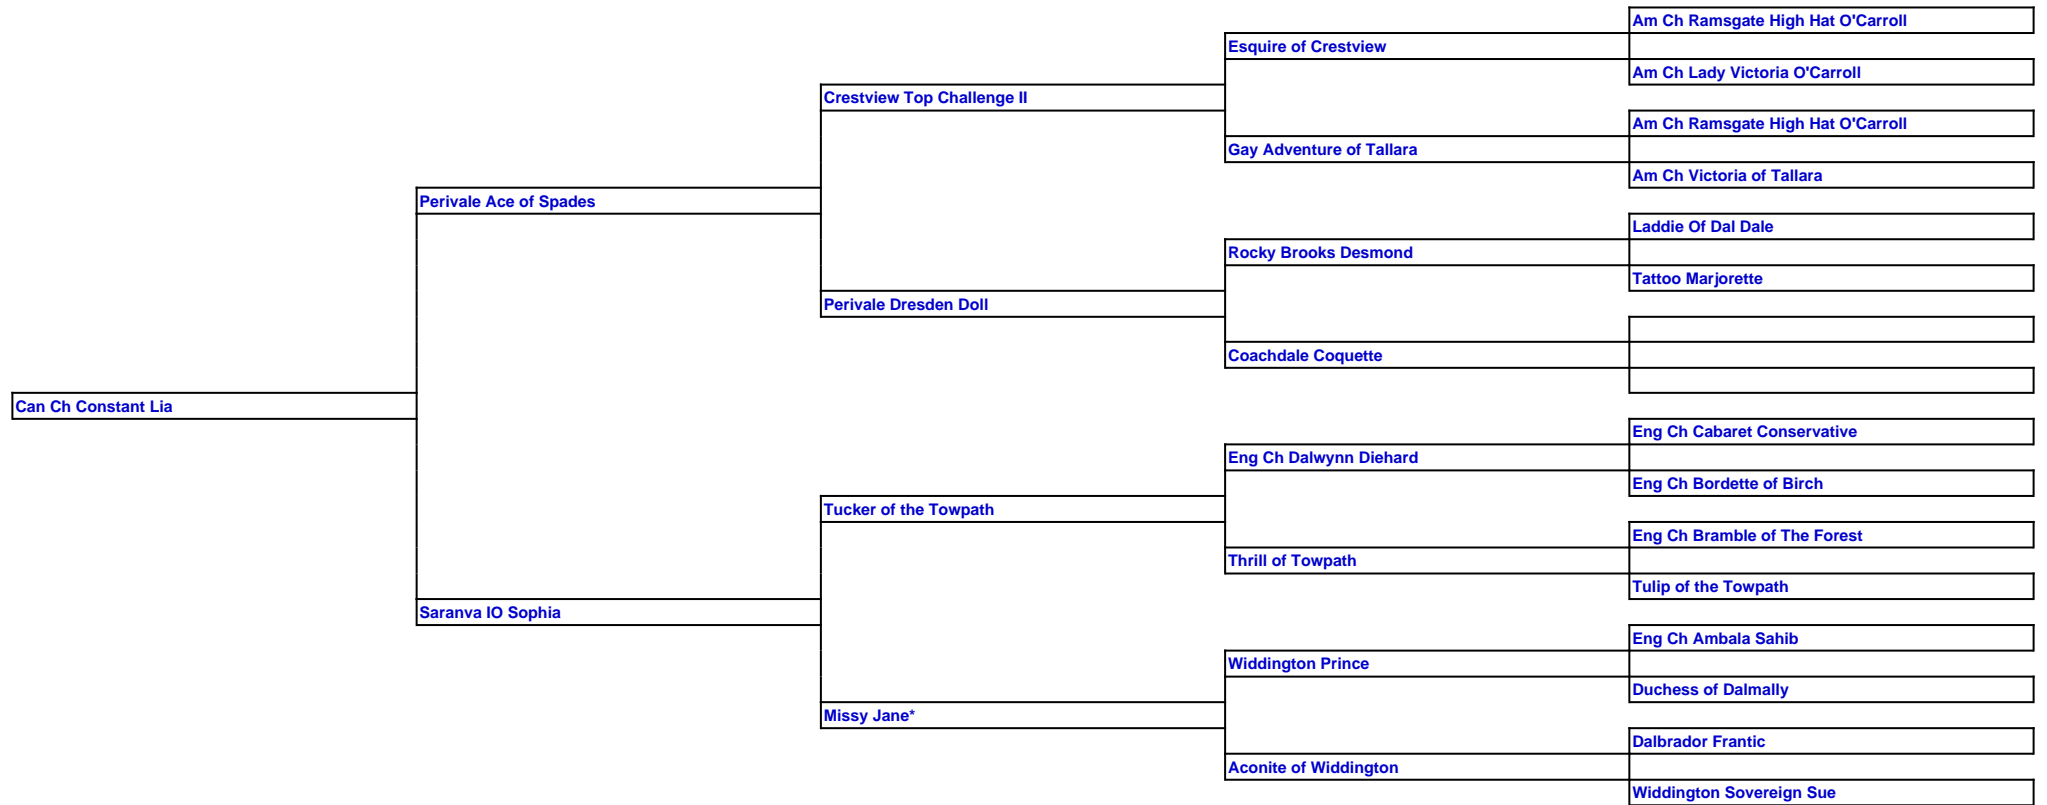 Am Ch Ramsgate High Hat O'Carroll
Esquire of Crestview
Am Ch Lady Victoria O'Carroll
Crestview Top Challenge II
Am Ch Ramsgate High Hat O'Carroll
Gay Adventure of Tallara
Am Ch Victoria of Tallara
Perivale Ace of Spades
Laddie Of Dal Dale
Rocky Brooks Desmond
Tattoo Marjorette
Perivale Dresden Doll
Coachdale Coquette
Can Ch Constant Lia
Eng Ch Cabaret Conservative
Eng Ch Dalwynn Diehard
Eng Ch Bordette of Birch
Tucker of the Towpath
Eng Ch Bramble of The Forest
Thrill of Towpath
Tulip of the Towpath
Saranva IO Sophia
Eng Ch Ambala Sahib
Widdington Prince
Duchess of Dalmally
Missy Jane*
Dalbrador Frantic
Aconite of Widdington
Widdington Sovereign Sue